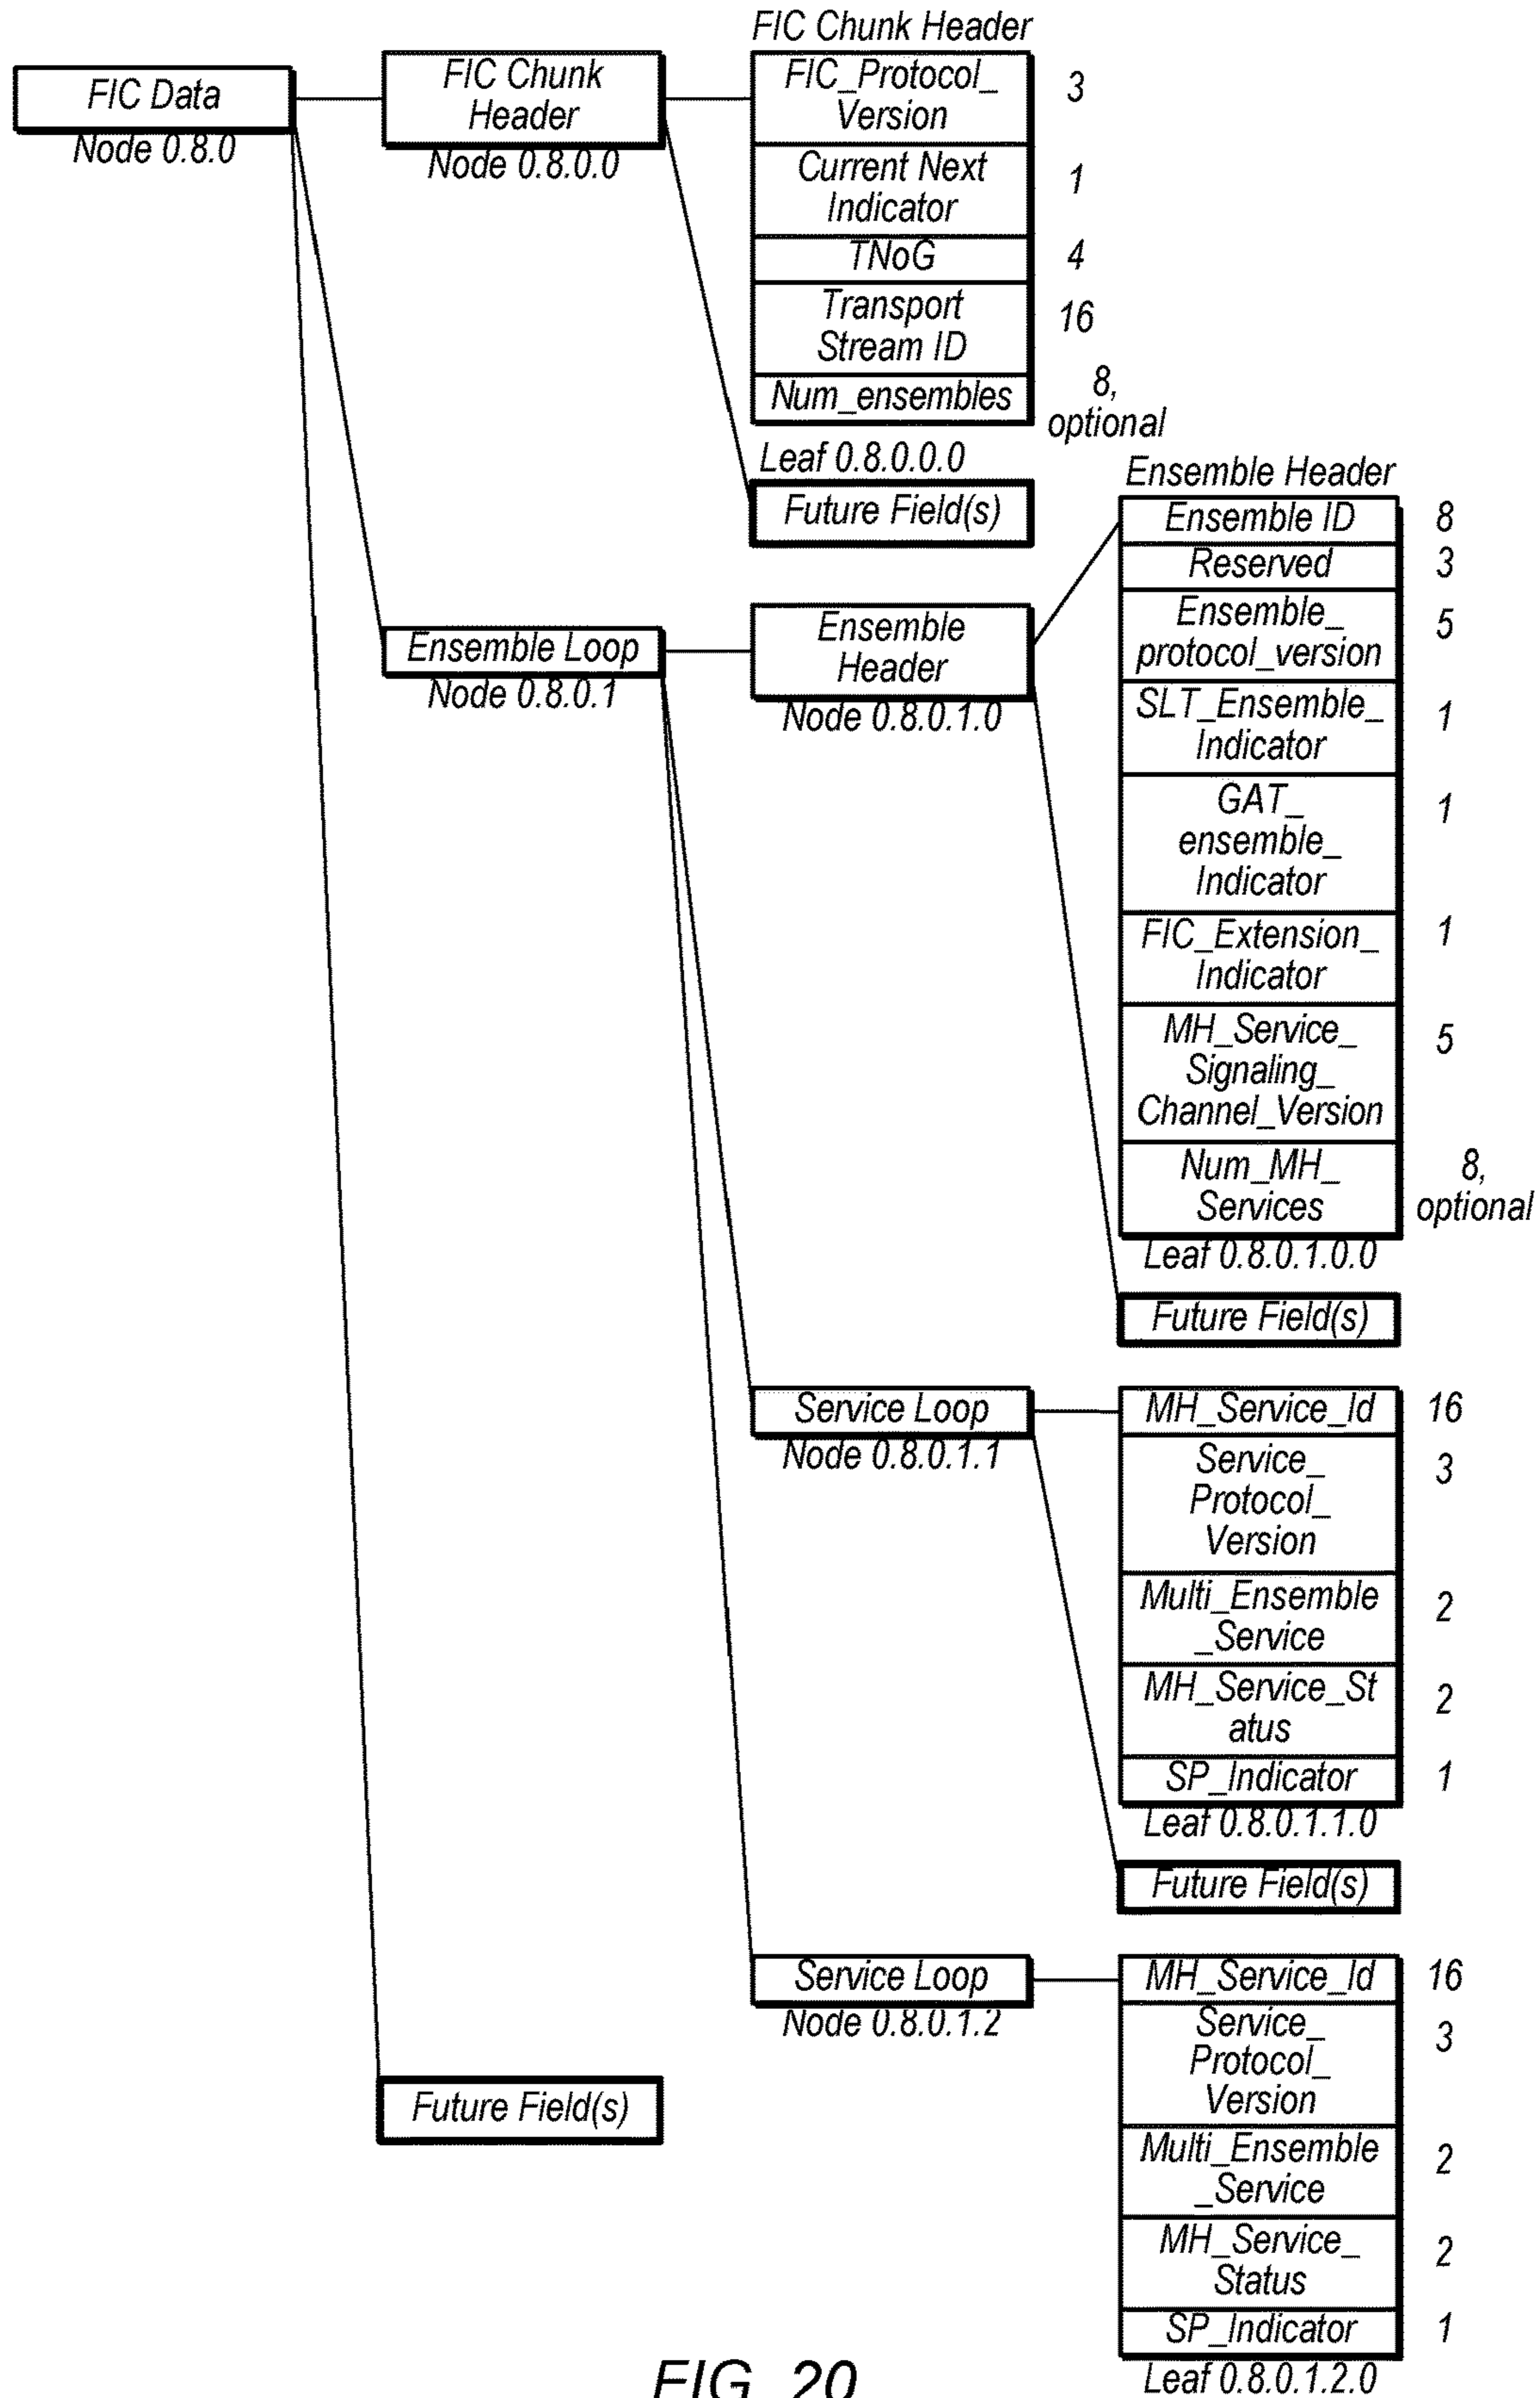 FIC Data
Node 0.8.0
FIC Chunk
Header
Node 0.8.0.0
FIC Chunk Header
FIC_Protocol_
Version
3
Current Next
Indicator
1
TNoG
4
Transport
Stream ID
16
Num_ensembles
8,
optional
Leaf 0.8.0.0.0
Future Field(s)
Ensemble Loop
Node 0.8.0.1
Ensemble
Header
Node 0.8.0.1.0
Ensemble Header
Ensemble ID
8
Reserved
3
Ensemble_
protocol_version
5
SLT_Ensemble_
Indicator
1
GAT_
ensemble_
Indicator
1
FIC_Extension_
Indicator
1
MH_Service_
Signaling_
Channel_Version
5
Num_MH_
Services
8,
optional
Leaf 0.8.0.1.0.0
Future Field(s)
Service Loop
Node 0.8.0.1.1
MH_Service_Id
16
Service_
Protocol_
Version
3
Multi_Ensemble
_Service
2
MH_Service_St
atus
2
SP_Indicator
1
Leaf 0.8.0.1.1.0
Future Field(s)
Service Loop
Node 0.8.0.1.2
MH_Service_Id
16
Service_
Protocol_
Version
3
Multi_Ensemble
_Service
2
MH_Service_
Status
2
SP_Indicator
1
Leaf 0.8.0.1.2.0
Future Field(s)
FIG. 20